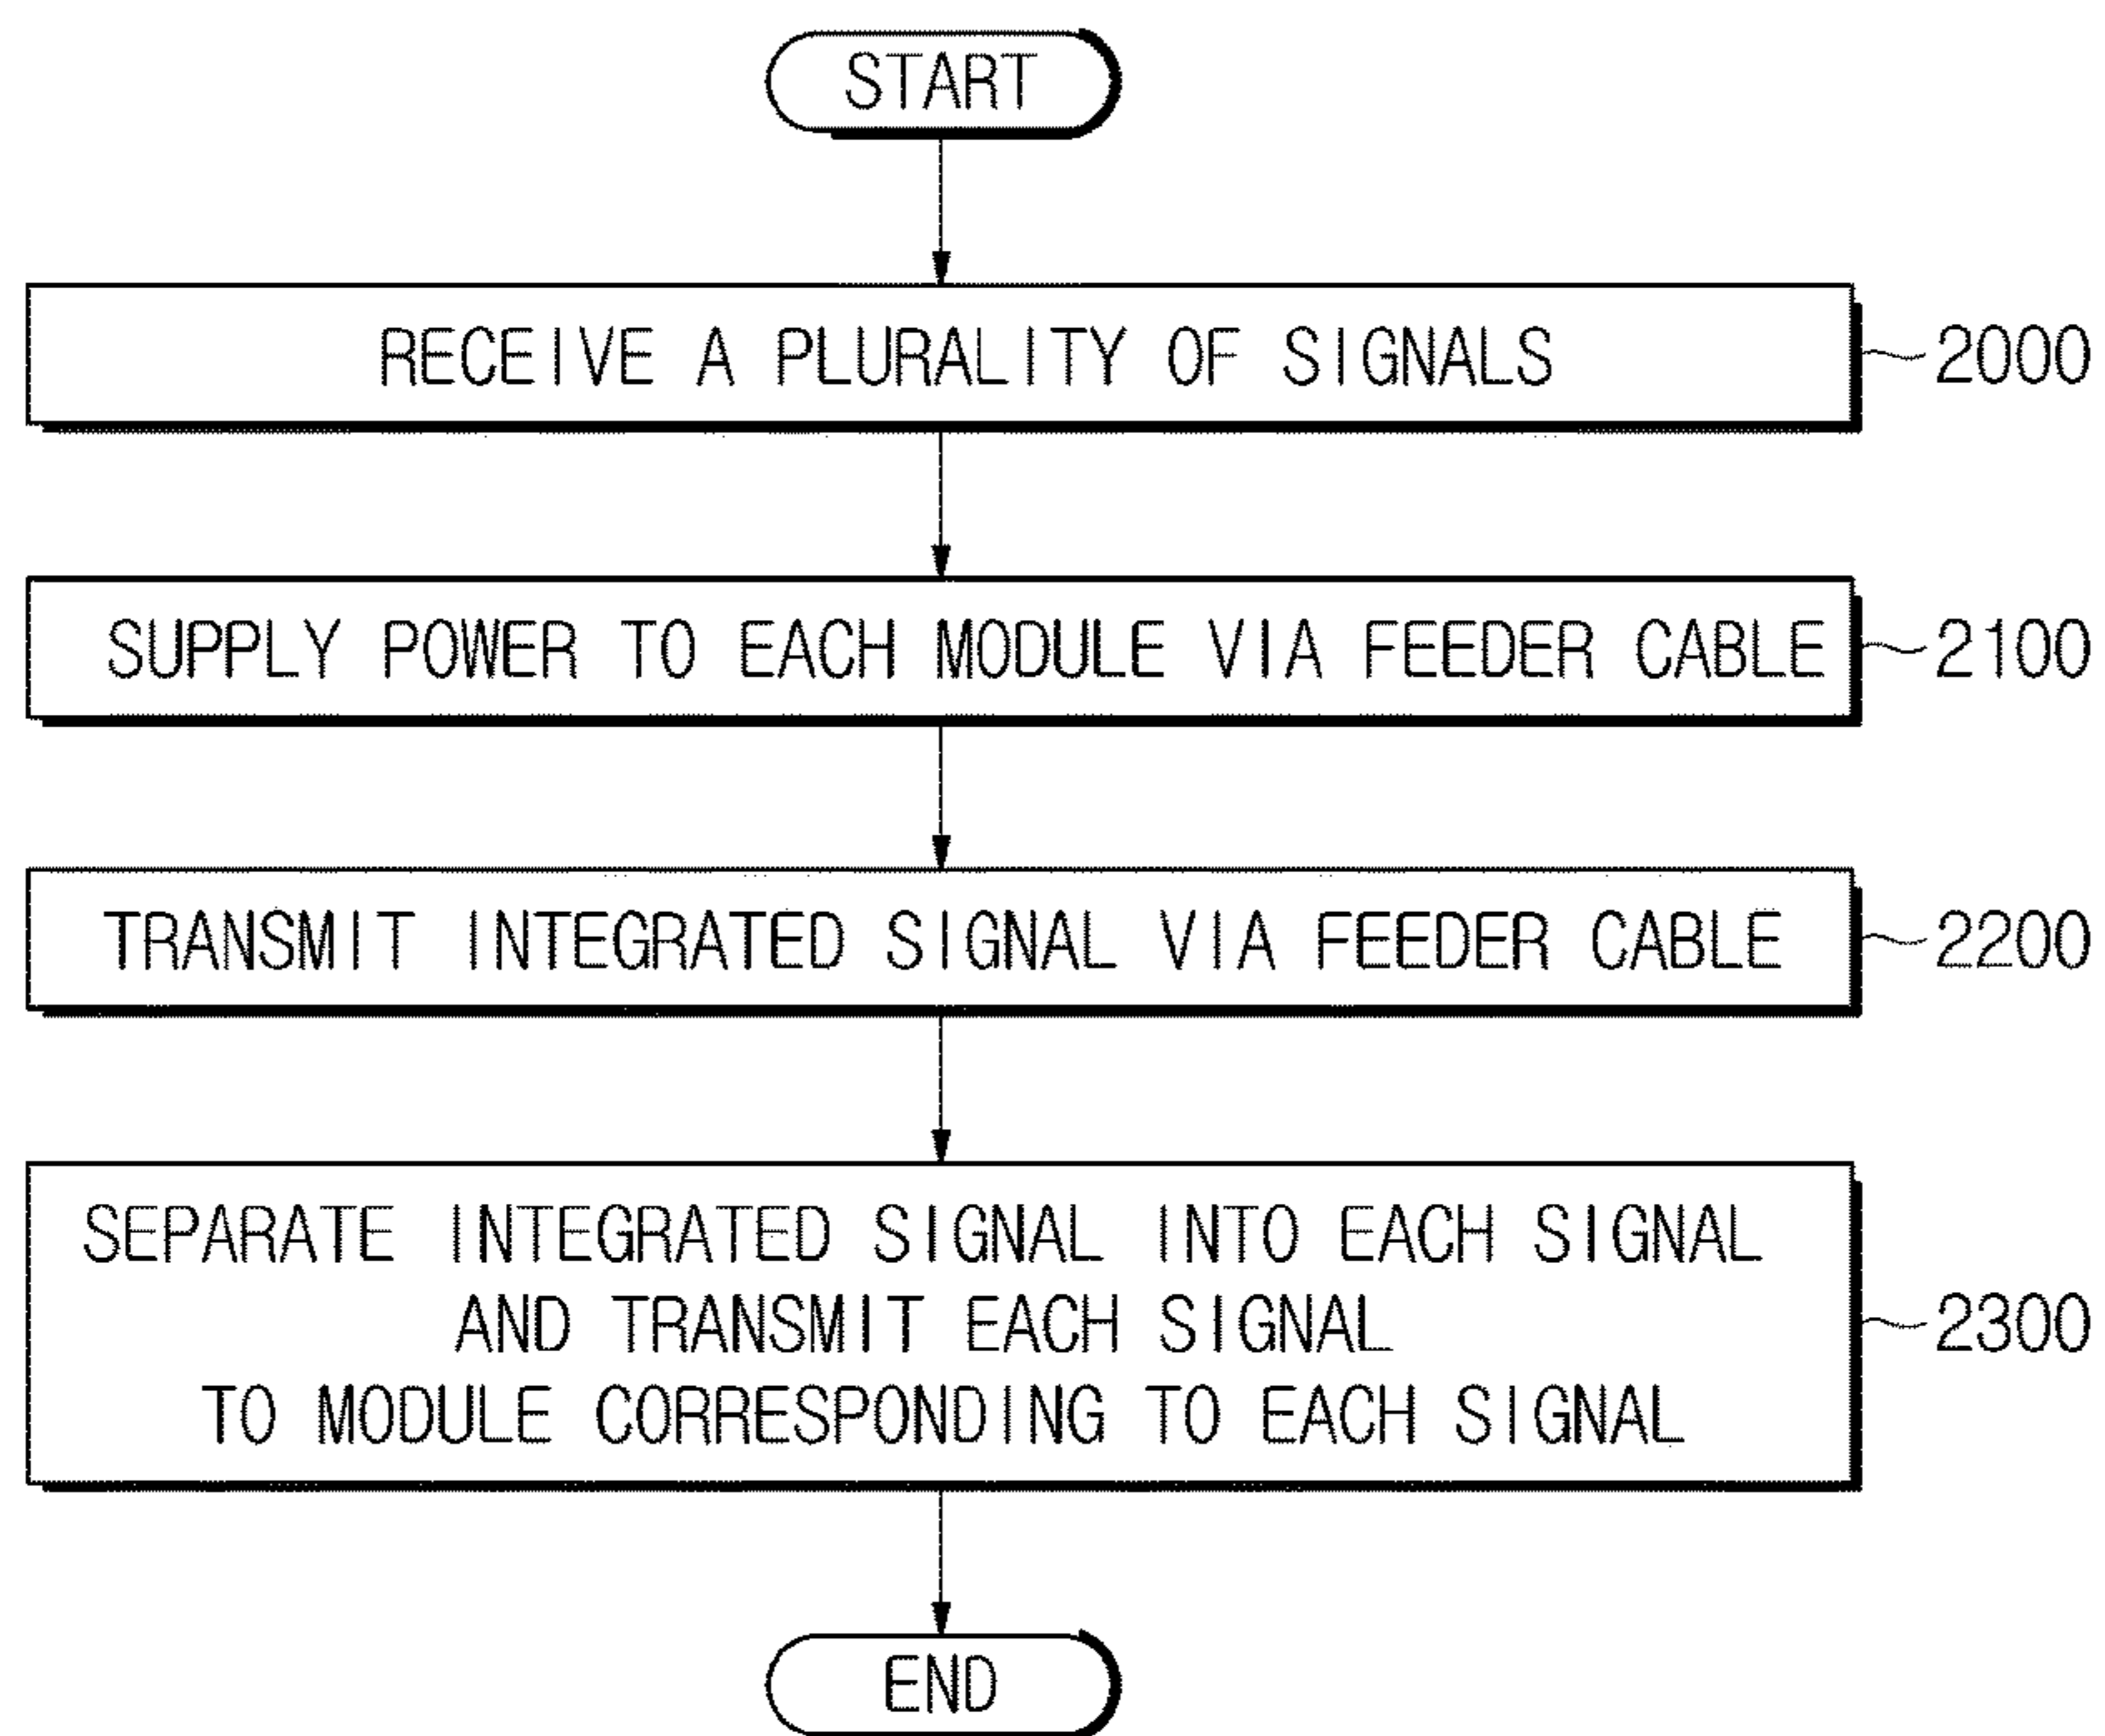 START
RECEIVE A PLURALITY OF SIGNALS
2000
SUPPLY POWER TO EACH MODULE VIA FEEDER CABLE
2100
TRANSMIT INTEGRATED SIGNAL VIA FEEDER CABLE
2200
SEPARATE INTEGRATED SIGNAL INTO EACH SIGNAL
AND TRANSMIT EACH SIGNAL
TO MODULE CORRESPONDING TO EACH SIGNAL
2300
END